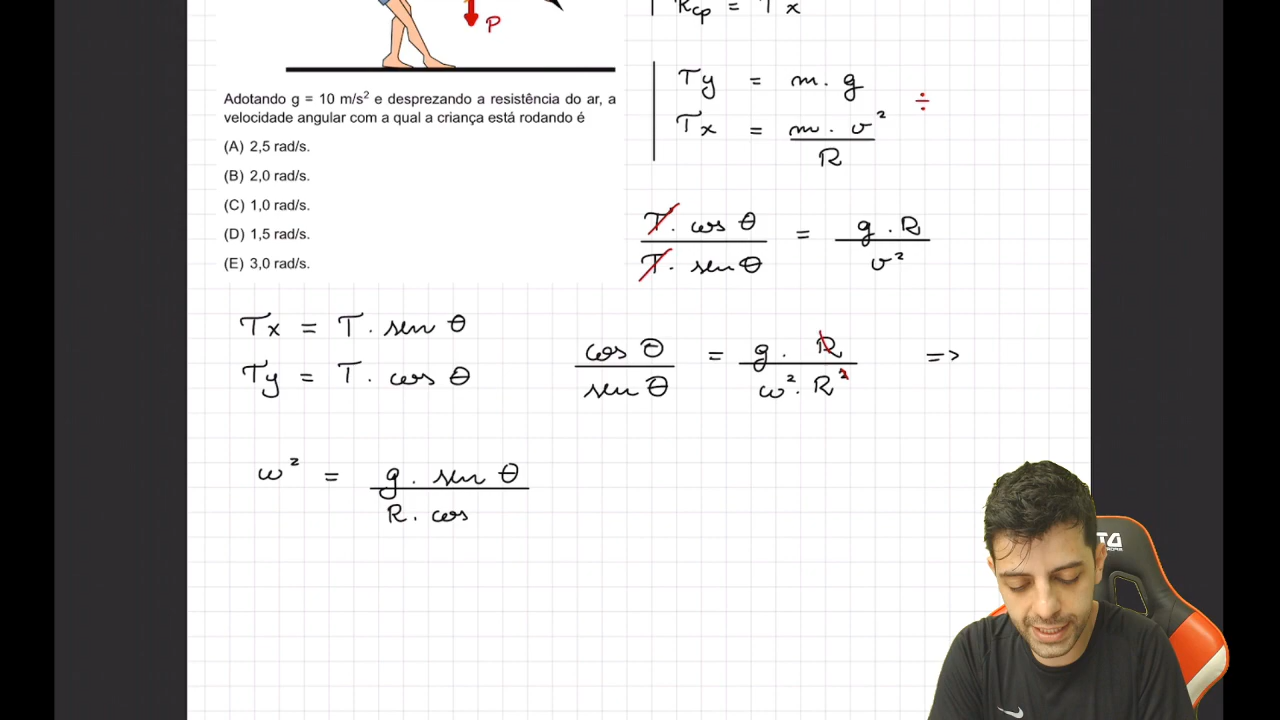 P
Adotando g = 10 m/s² e desprezando a resistência do ar, a
velocidade angular com a qual a criança está rodando é
(A) 2,5 rad/s.
(B) 2,0 rad/s.
(C) 1,0 rad/s.
(D) 1,5 rad/s.
(E) 3,0 rad/s.
Rcp = Tx
Ty = m. g ÷
Tx = m. v² / R
T. cos θ / T. sen θ = g. R / v²
Tx = T. sen θ
Ty = T. cos θ
cos θ / sen θ = g. R / ω². R² =>
ω² = g. sen θ / R. cos